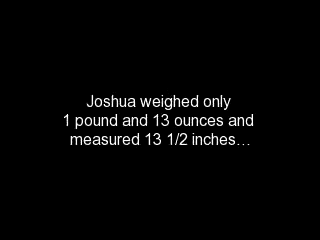 Joshua weighed only
1 pound and 13 ounces and
measured 13 1/2 inches…